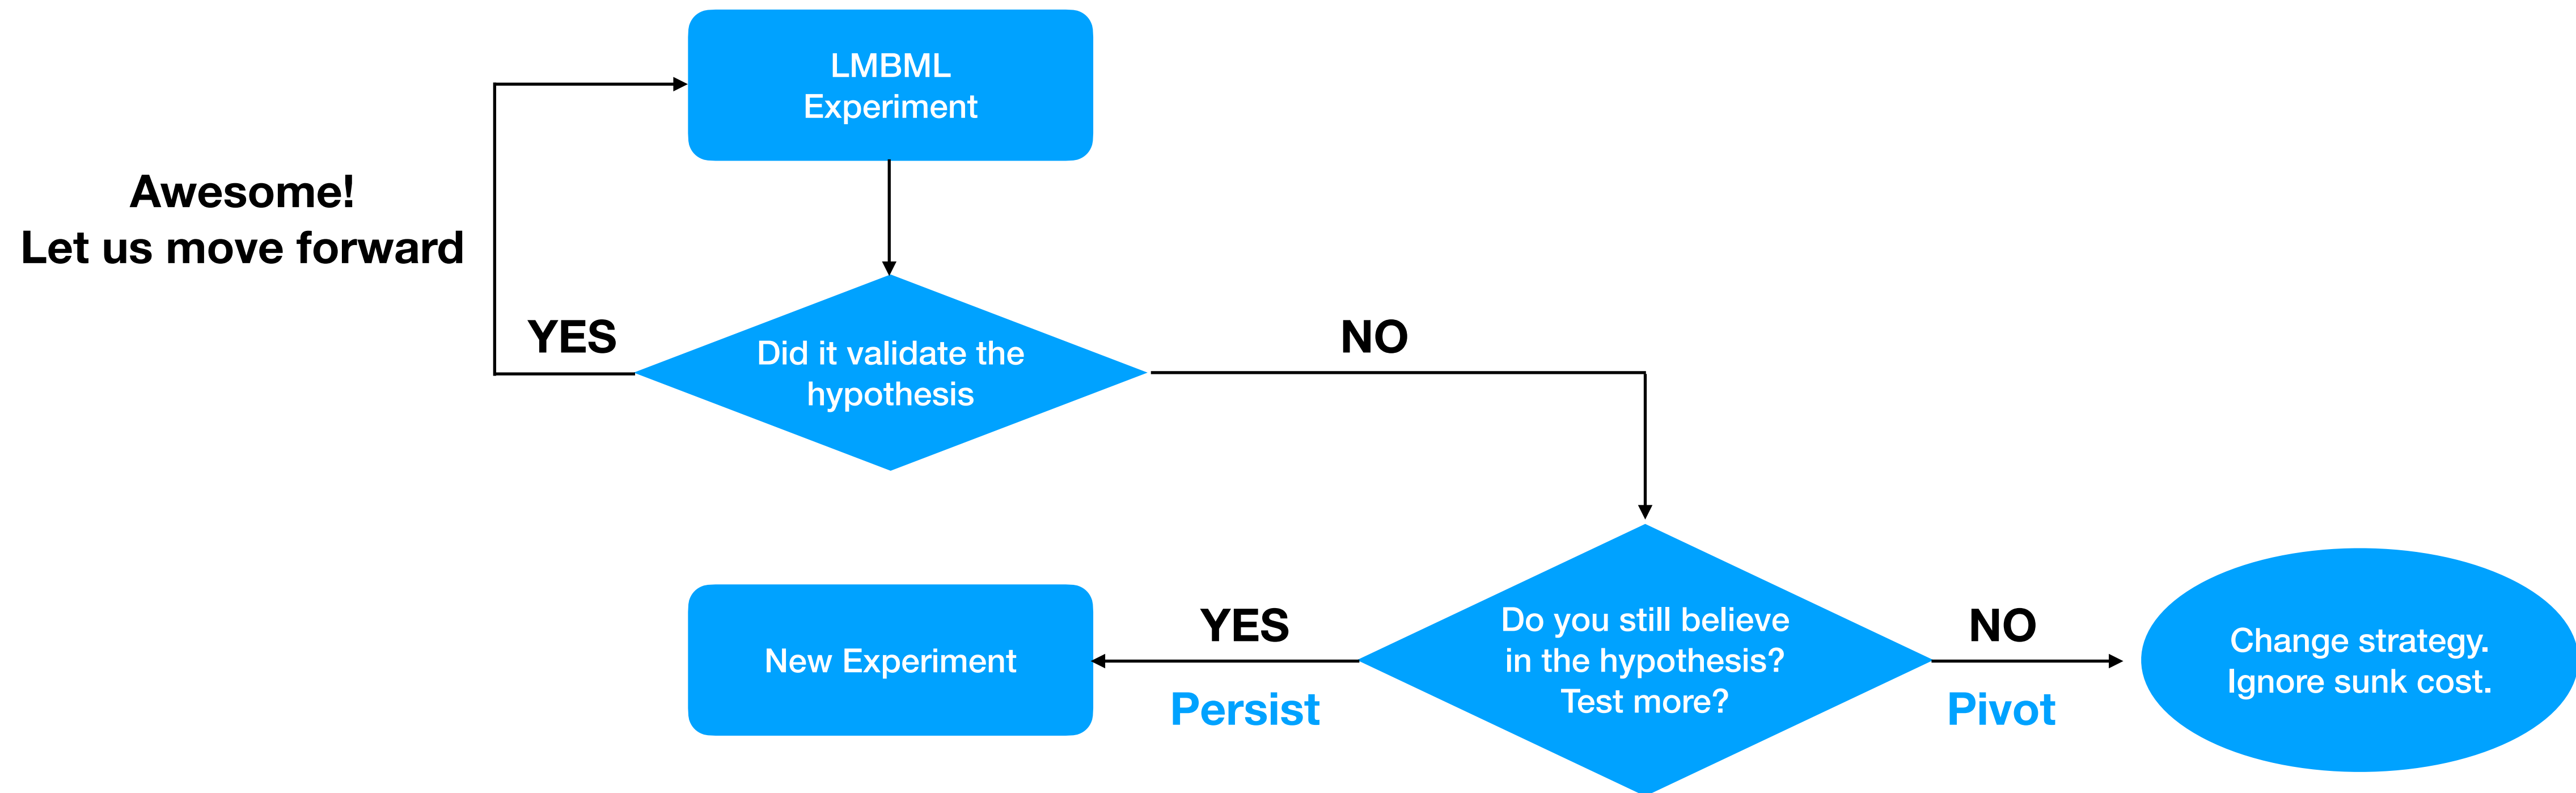 LMBML
Experiment
Awesome!
Let us move forward
YES
Did it validate the
hypothesis
NO
New Experiment
YES
Persist
Do you still believe
in the hypothesis?
Test more?
NO
Pivot
Change strategy.
Ignore sunk cost.